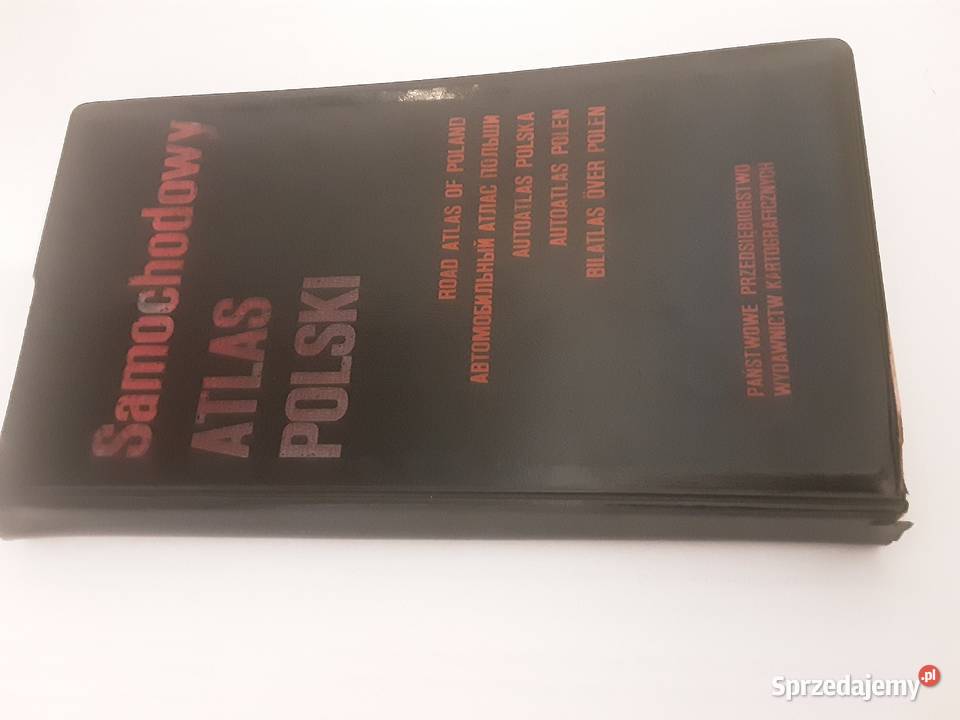 Samochodowy
ATLAS
POLSKI
ROAD ATLAS OF POLAND
АВТОМОБИЛЬНЫЙ АТЛАС ПОЛЬШИ
AUTOATLAS POLSKA
AUTOATLAS POLEN
BILATLAS ÖVER POLEN
PAŃSTWOWE PRZEDSIĘBIORSTWO
WYDAWNICTW KARTOGRAFICZNYCH
Sprzedajemy.pl